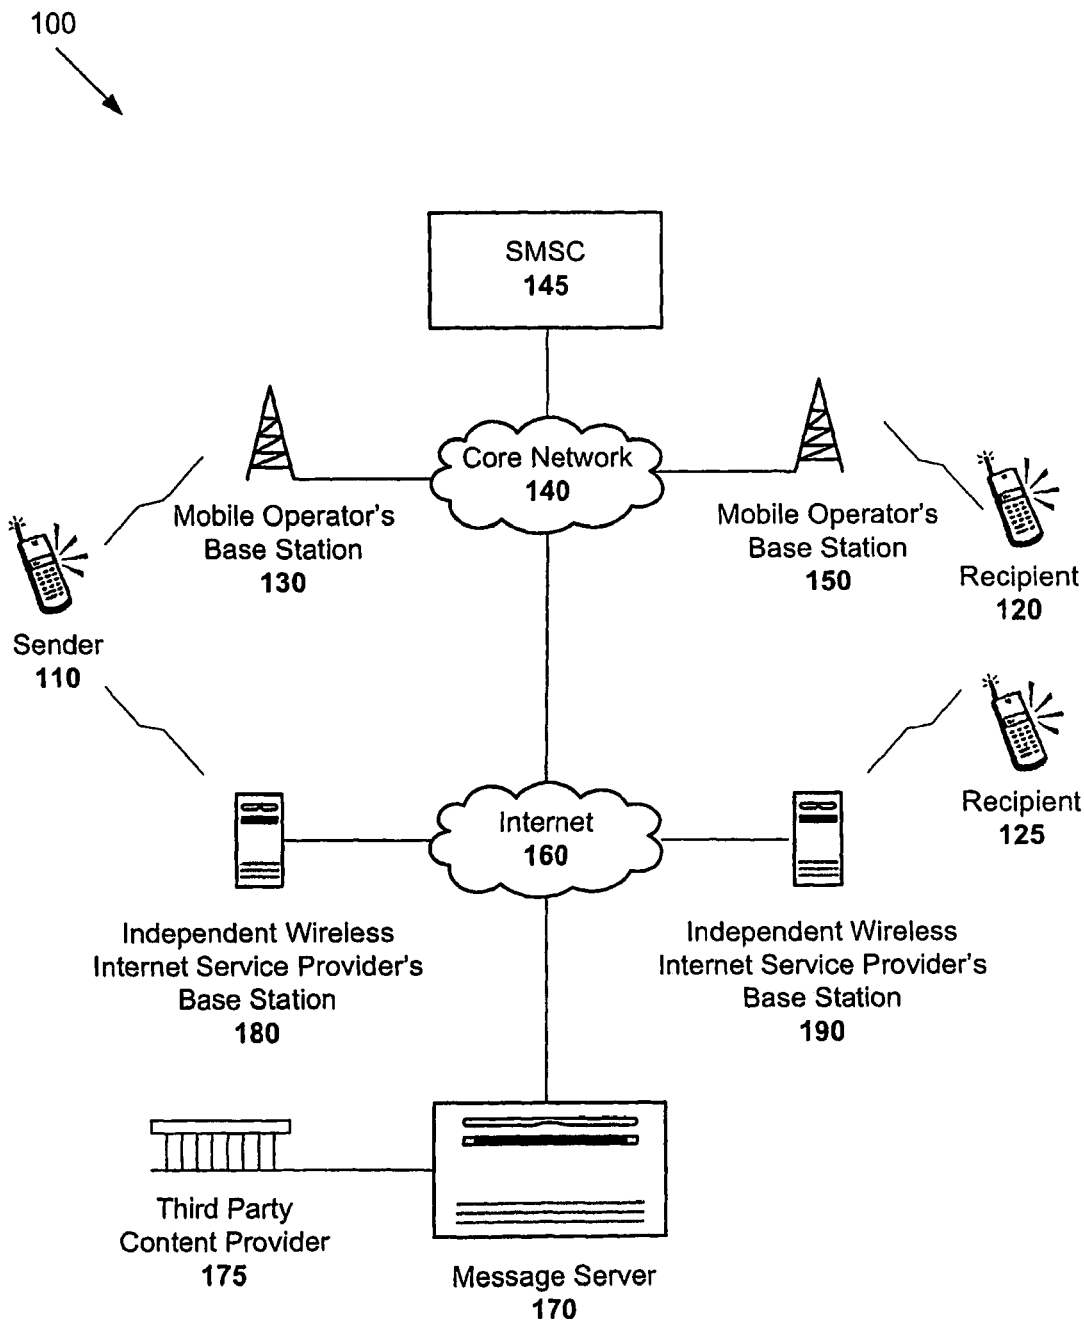 100
SMSC
145
Core Network
140
Mobile Operator's
Base Station
130
Mobile Operator's
Base Station
150
Recipient
120
Sender
110
Recipient
125
Internet
160
Independent Wireless
Internet Service Provider's
Base Station
180
Independent Wireless
Internet Service Provider's
Base Station
190
Third Party
Content Provider
175
Message Server
170